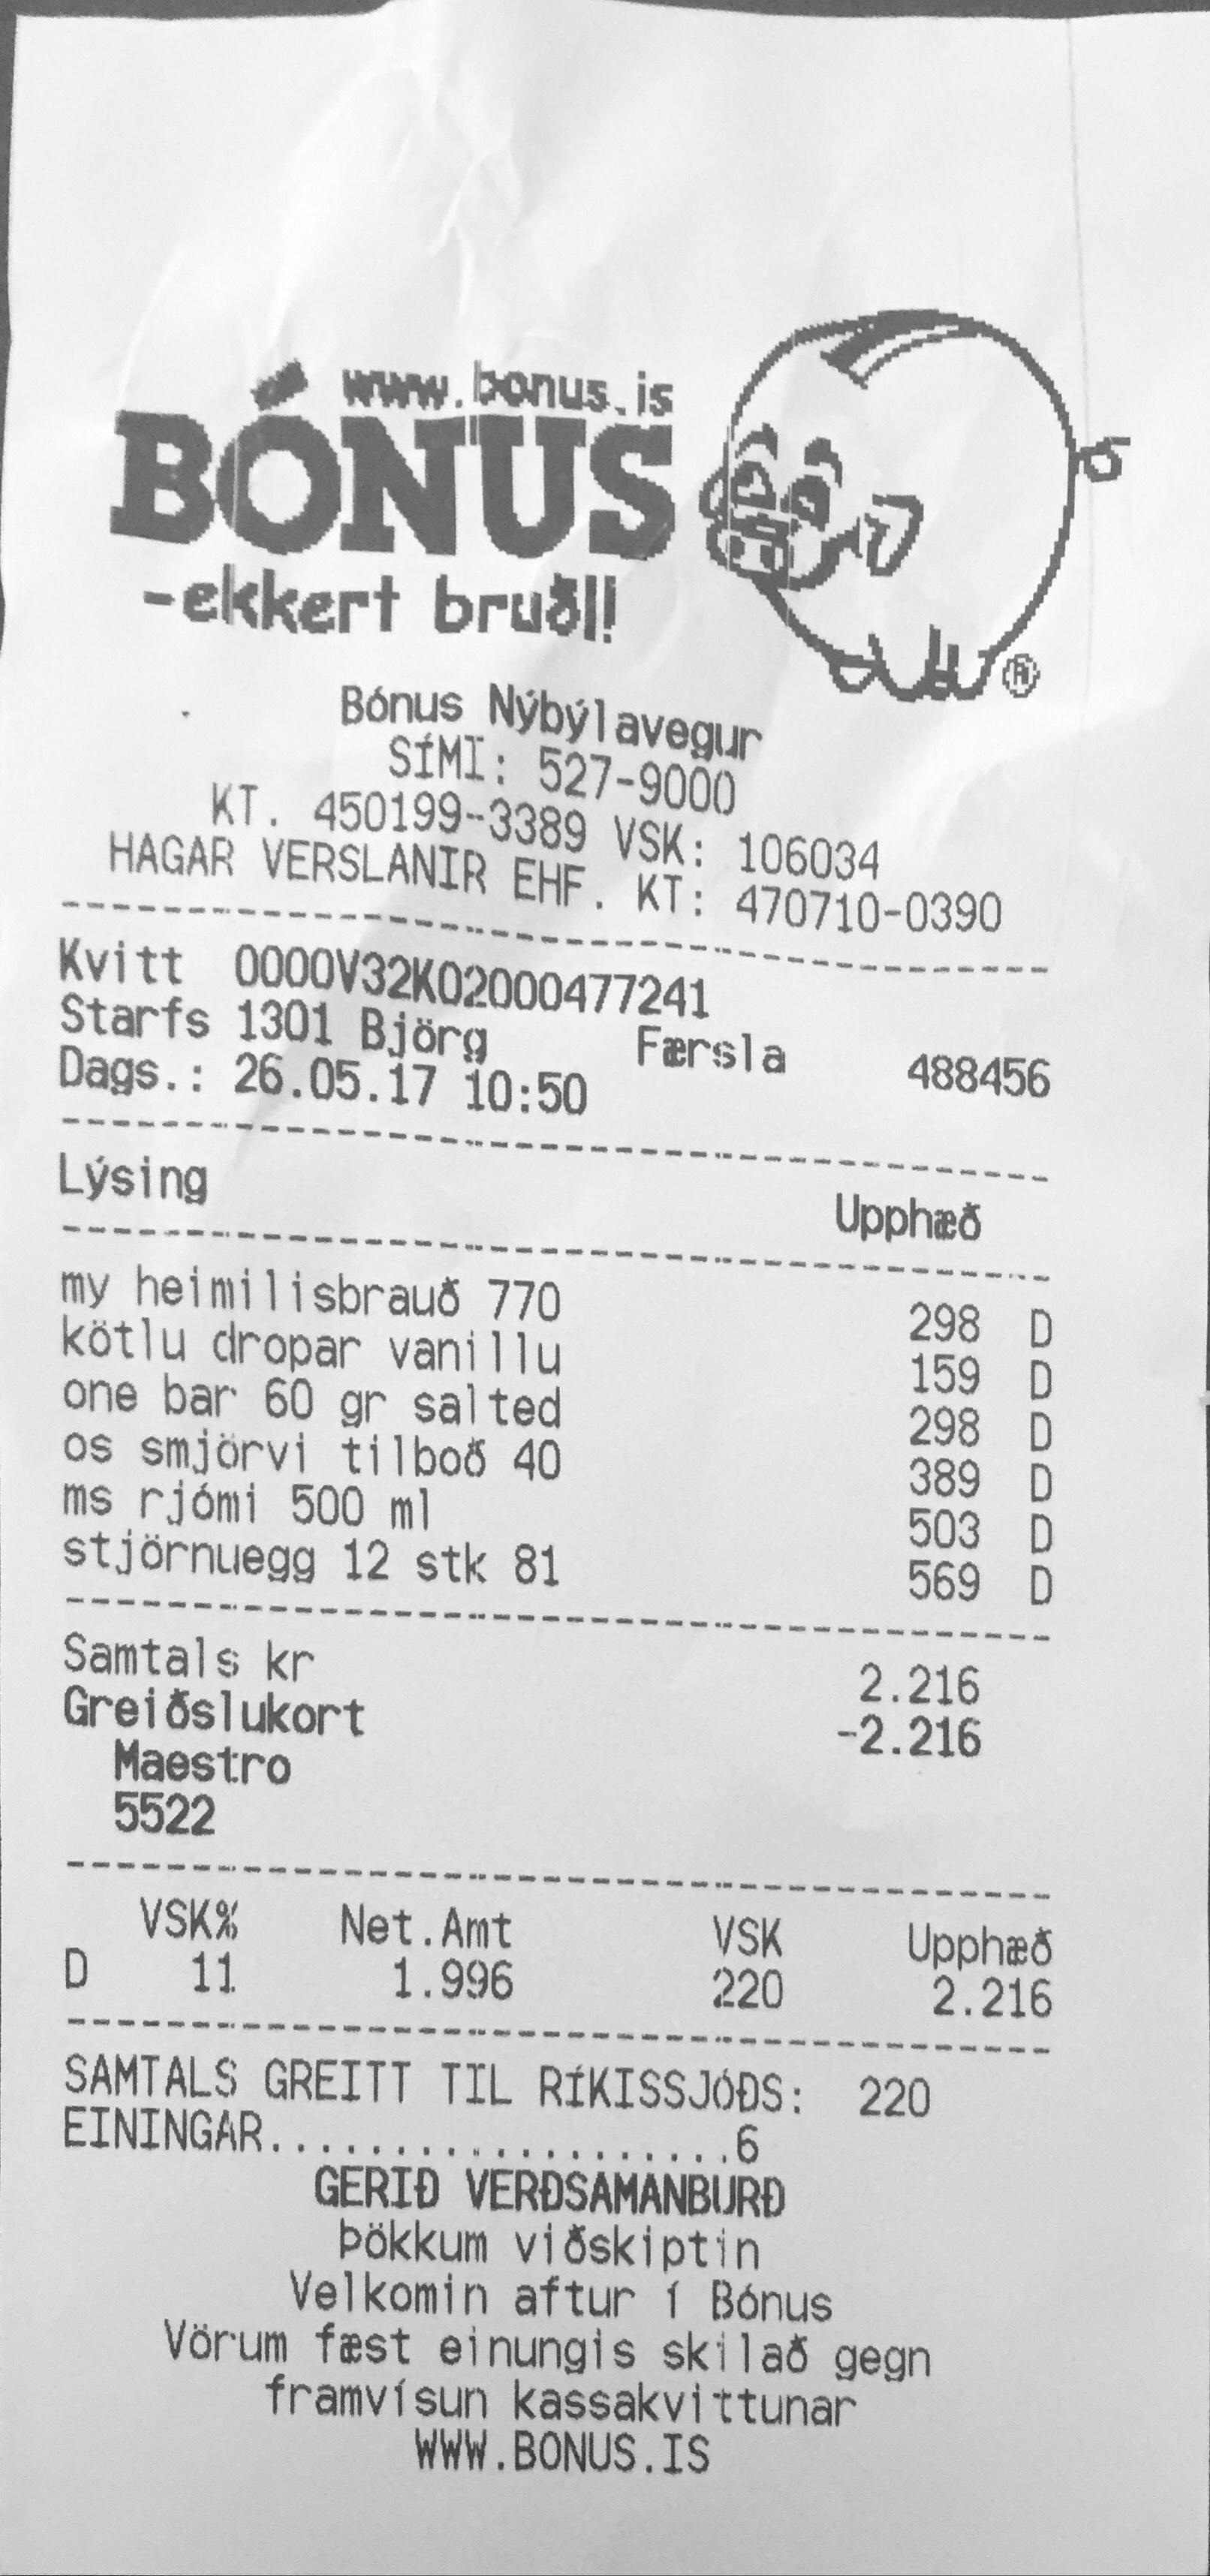 www.bonus.is
BÓNUS
-ekkert bruðl!
Bónus Nýbýlavegur
SÍMI: 527-9000
KT. 450199-3389 VSK: 106034
HAGAR VERSLANIR EHF. KT: 470710-0390
Kvitt 0000V32K02000477241
Starfs 1301 Björg Færsla 488456
Dags.: 26.05.17 10:50
Lýsing Upphæð
my heimilisbrauð 770 298 D
kötlu dropar vanillu 159 D
one bar 60 gr salted 298 D
os smjörvi tilboð 40 389 D
ms rjómi 500 ml 503 D
stjörnuegg 12 stk 81 569 D
Samtals kr 2.216
Greiðslukort -2.216
Maestro
5522
VSK% Net.Amt VSK Upphæð
D 11 1.996 220 2.216
SAMTALS GREITT TIL RÍKISSJÓÐS: 220
EININGAR...................6
GERIÐ VERÐSAMANBURÐ
Þökkum viðskiptin
Velkomin aftur í Bónus
Vörum fæst einungis skilað gegn
framvísun kassakvittunar
WWW.BONUS.IS